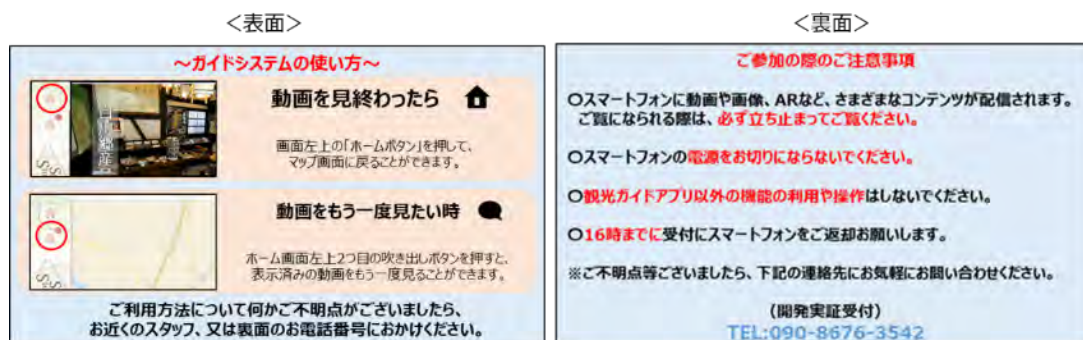 ＜表面＞
～ガイドシステムの使い方～
動画を見終わったら
画面左上の「ホームボタン」を押して、
マップ画面に戻ることができます。
動画をもう一度見たい時
ホーム画面左上2つ目の吹き出しボタンを押すと、
表示済みの動画をもう一度見ることができます。
ご利用方法について何かご不明点がございましたら、
お近くのスタッフ、又は裏面のお電話番号におかけください。
＜裏面＞
ご参加の際のご注意事項
〇スマートフォンに動画や画像、ARなど、さまざまなコンテンツが配信されます。
ご覧になられる際は、必ず立ち止まってご覧ください。
〇スマートフォンの電源をお切りにならないでください。
〇観光ガイドアプリ以外の機能の利用や操作はしないでください。
〇16時までに受付にスマートフォンをご返却お願いします。
※ご不明点等ございましたら、下記の連絡先にお気軽にお問い合わせください。
(開発実証受付)
TEL:090-8676-3542